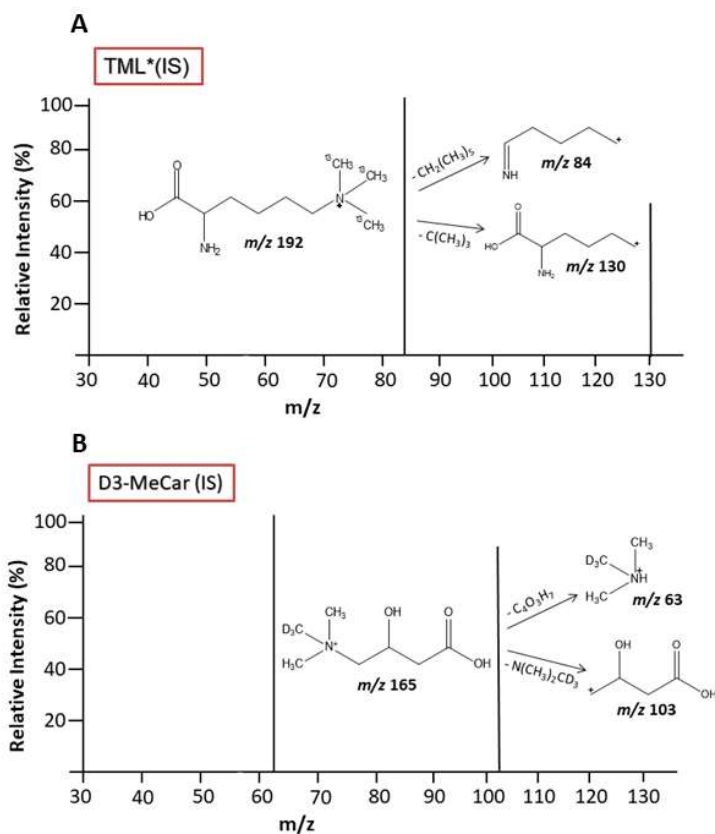 A
TML*(IS)
Relative Intensity (%)
100
80
60
40
20
O
HO
NH₂
¹³CH₃
¹³CH₃
N
+
¹³CH₃
m/z 192
- CH₂(CH₃)₅
- C(CH₃)₃
+
NH
m/z 84
O
HO
NH₂
+
m/z 130
30 40 50 60 70 80 90 100 110 120 130
m/z
B
D3-MeCar (IS)
Relative Intensity (%)
100
80
60
40
20
CH₃
D₃C
N⁺
H₃C
OH
O
OH
m/z 165
-C₄O₃H₇
- N(CH₃)₂CD₃
CH₃
D₃C
+
NH
H₃C
m/z 63
OH
O
+
OH
m/z 103
30 40 50 60 70 80 90 100 110 120 130
m/z